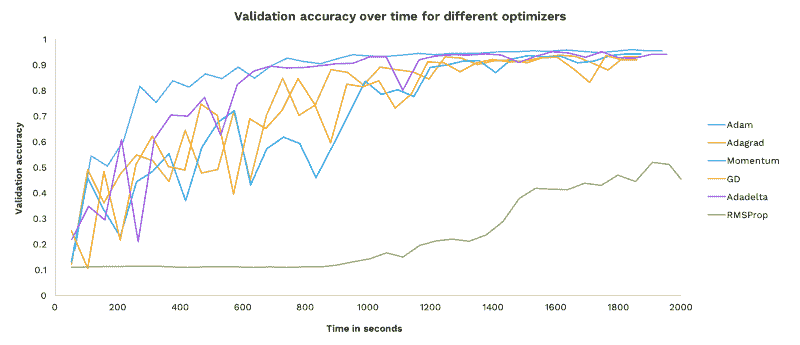 Validation accuracy over time for different optimizers
1
0.9
0.8
0.7
0.6
0.5
0.4
0.3
0.2
0.1
0
Validation accuracy
0 200 400 600 800 1000 1200 1400 1600 1800 2000
Time in seconds
Adam
Adagrad
Momentum
GD
Adadelta
RMSProp